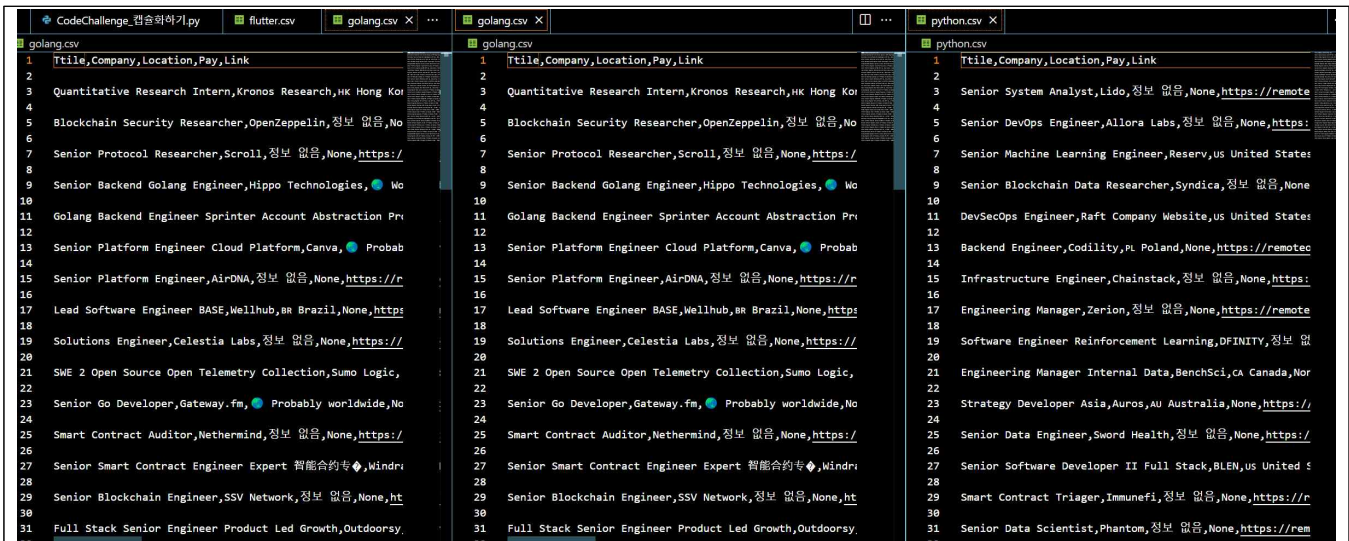 CodeChallenge_캡슐화하기.py flutter.csv golang.csv × ··· golang.csv × ··· python.csv ×
golang.csv golang.csv python.csv
1 Ttile,Company,Location,Pay,Link
2
3 Quantitative Research Intern,Kronos Research,HK Hong Kon
4
5 Blockchain Security Researcher,OpenZeppelin,정보 없음,No
6
7 Senior Protocol Researcher,Scroll,정보 없음,None,https:/
8
9 Senior Backend Golang Engineer,Hippo Technologies,🌏 Wo
10
11 Golang Backend Engineer Sprinter Account Abstraction Pro
12
13 Senior Platform Engineer Cloud Platform,Canva,🌏 Probab
14
15 Senior Platform Engineer,AirDNA,정보 없음,None,https://r
16
17 Lead Software Engineer BASE,Wellhub,BR Brazil,None,https
18
19 Solutions Engineer,Celestia Labs,정보 없음,None,https://
20
21 SWE 2 Open Source Open Telemetry Collection,Sumo Logic,
22
23 Senior Go Developer,Gateway.fm,🌏 Probably worldwide,No
24
25 Smart Contract Auditor,Nethermind,정보 없음,None,https:/
26
27 Senior Smart Contract Engineer Expert 智能合约专�,Windra
28
29 Senior Blockchain Engineer,SSV Network,정보 없음,None,ht
30
31 Full Stack Senior Engineer Product Led Growth,Outdoorsy
1 Ttile,Company,Location,Pay,Link
2
3 Quantitative Research Intern,Kronos Research,HK Hong Kon
4
5 Blockchain Security Researcher,OpenZeppelin,정보 없음,No
6
7 Senior Protocol Researcher,Scroll,정보 없음,None,https:/
8
9 Senior Backend Golang Engineer,Hippo Technologies,🌏 Wo
10
11 Golang Backend Engineer Sprinter Account Abstraction Pro
12
13 Senior Platform Engineer Cloud Platform,Canva,🌏 Probab
14
15 Senior Platform Engineer,AirDNA,정보 없음,None,https://r
16
17 Lead Software Engineer BASE,Wellhub,BR Brazil,None,https
18
19 Solutions Engineer,Celestia Labs,정보 없음,None,https://
20
21 SWE 2 Open Source Open Telemetry Collection,Sumo Logic,
22
23 Senior Go Developer,Gateway.fm,🌏 Probably worldwide,No
24
25 Smart Contract Auditor,Nethermind,정보 없음,None,https:/
26
27 Senior Smart Contract Engineer Expert 智能合约专�,Windra
28
29 Senior Blockchain Engineer,SSV Network,정보 없음,None,ht
30
31 Full Stack Senior Engineer Product Led Growth,Outdoorsy,
1 Ttile,Company,Location,Pay,Link
2
3 Senior System Analyst,Lido,정보 없음,None,https://remote
4
5 Senior DevOps Engineer,Allora Labs,정보 없음,None,https:
6
7 Senior Machine Learning Engineer,Reserv,US United States
8
9 Senior Blockchain Data Researcher,Syndica,정보 없음,None
10
11 DevSecOps Engineer,Raft Company Website,US United States
12
13 Backend Engineer,Codility,PL Poland,None,https://remoteo
14
15 Infrastructure Engineer,Chainstack,정보 없음,None,https:
16
17 Engineering Manager,Zerion,정보 없음,None,https://remote
18
19 Software Engineer Reinforcement Learning,DFINITY,정보 없
20
21 Engineering Manager Internal Data,BenchSci,CA Canada,Non
22
23 Strategy Developer Asia,Auros,AU Australia,None,https:/
24
25 Senior Data Engineer,Sword Health,정보 없음,None,https:/
26
27 Senior Software Developer II Full Stack,BLEN,US United S
28
29 Smart Contract Triager,Immunefi,정보 없음,None,https://r
30
31 Senior Data Scientist,Phantom,정보 없음,None,https://rem